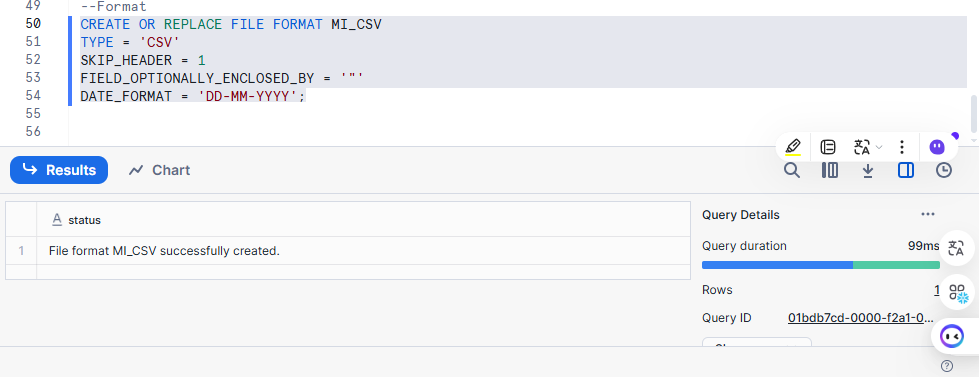 49 --Format
50 CREATE OR REPLACE FILE FORMAT MI_CSV
51 TYPE = 'CSV'
52 SKIP_HEADER = 1
53 FIELD_OPTIONALLY_ENCLOSED_BY = '"'
54 DATE_FORMAT = 'DD-MM-YYYY';
55
56
Results Chart
A status
1 File format MI_CSV successfully created.
Query Details ...
Query duration 99ms
Rows 1
Query ID 01bdb7cd-0000-f2a1-0...